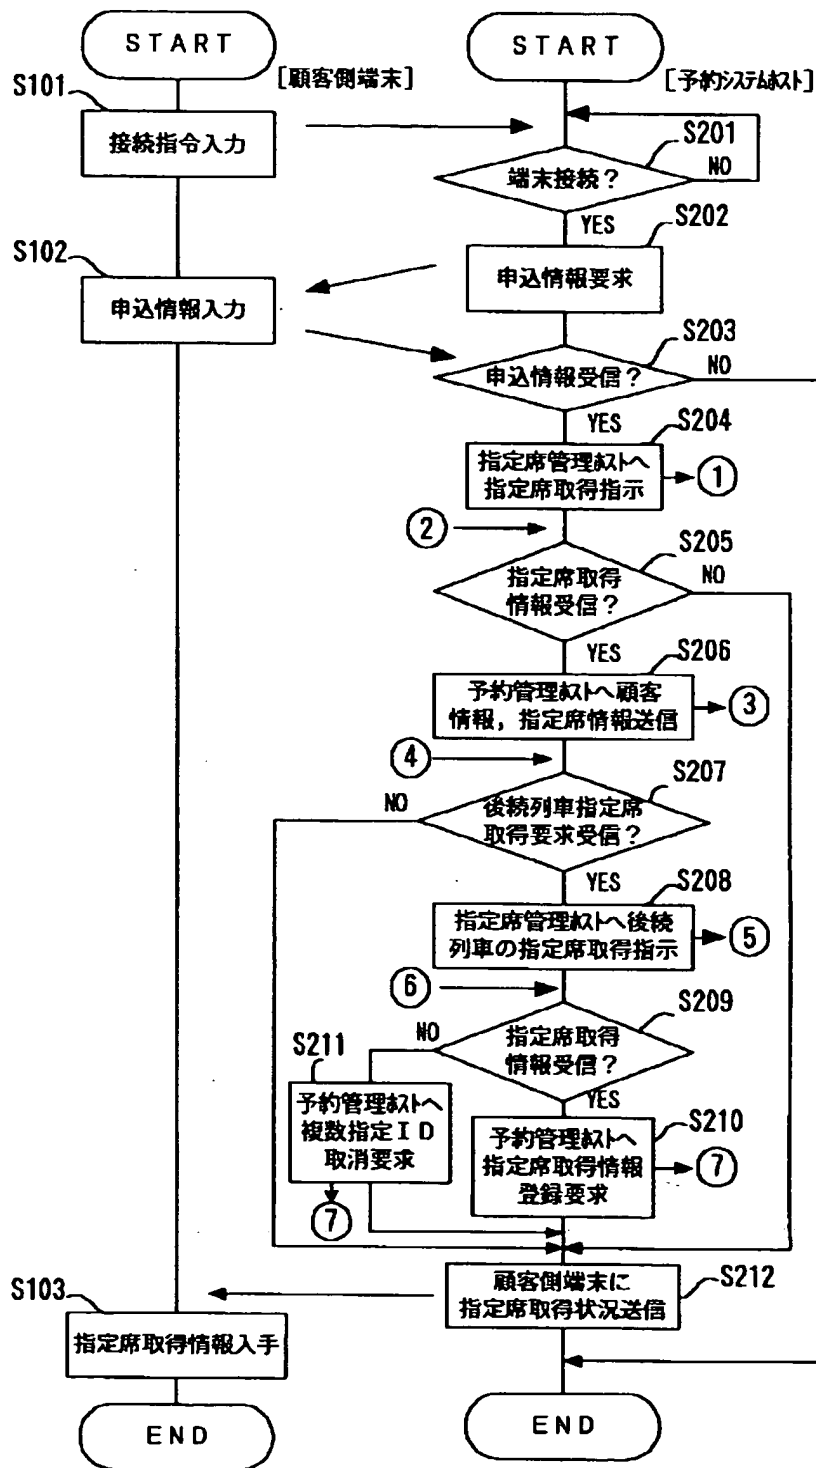 START
[顧客側端末]
S101
接続指令入力
S102
申込情報入力
S103
指定席取得情報入手
END
START
[予約システムホスト]
S201
端末接続?
NO
YES
S202
申込情報要求
S203
申込情報受信?
NO
YES
S204
指定席管理ホストへ
指定席取得指示
①
②
S205
指定席取得
情報受信?
NO
YES
S206
予約管理ホストへ顧客
情報,指定席情報送信
③
④
S207
後続列車指定席
取得要求受信?
NO
YES
S208
指定席管理ホストへ後続
列車の指定席取得指示
⑤
⑥
S209
指定席取得
情報受信?
NO
YES
S211
予約管理ホストへ
複数指定ID
取消要求
⑦
S210
予約管理ホストへ
指定席取得情報
登録要求
⑦
S212
顧客側端末に
指定席取得状況送信
END